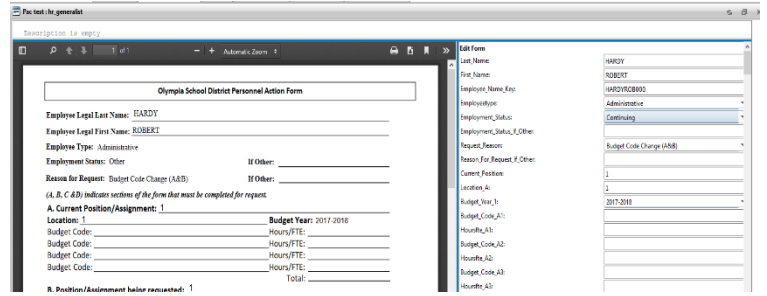 Pac test : hr_generalist
Description is empty
1 of 1
Automatic Zoom
Olympia School District Personnel Action Form
Employee Legal Last Name: HARDY
Employee Legal First Name: ROBERT
Employee Type: Administrative
Employment Status: Other If Other:
Reason for Request: Budget Code Change (A&B) If Other:
(A, B, C &D) indicates sections of the form that must be completed for request.
A. Current Position/Assignment: 1
Location: 1 Budget Year: 2017-2018
Budget Code: Hours/FTE:
Budget Code: Hours/FTE:
Budget Code: Hours/FTE:
Budget Code: Hours/FTE:
Total:
B. Position/Assignment being requested: 1
Edit Form
Last_Name: HARDY
First_Name: ROBERT
Employee_Name_Key: HARDYROB000
Employeetype: Administrative
Employment_Status: Continuing
Employment_Status_If_Other:
Request_Reason: Budget Code Change (A&B)
Reason_For_Request_If_Other:
Current_Position: 1
Location_A: 1
Budget_Year_1: 2017-2018
Budget_Code_A1:
Hoursfte_A1:
Budget_Code_A2:
Hoursfte_A2:
Budget_Code_A3:
Hoursfte_A3: